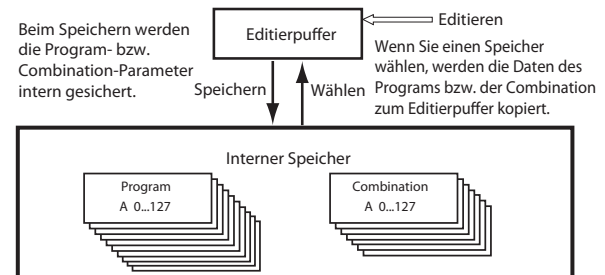 Beim Speichern werden
die Program- bzw.
Combination-Parameter
intern gesichert.
Editierpuffer
Editieren
Wenn Sie einen Speicher
wählen, werden die Daten des
Programs bzw. der Combination
zum Editierpuffer kopiert.
Speichern
Wählen
Interner Speicher
Program
A 0...127
Combination
A 0...127